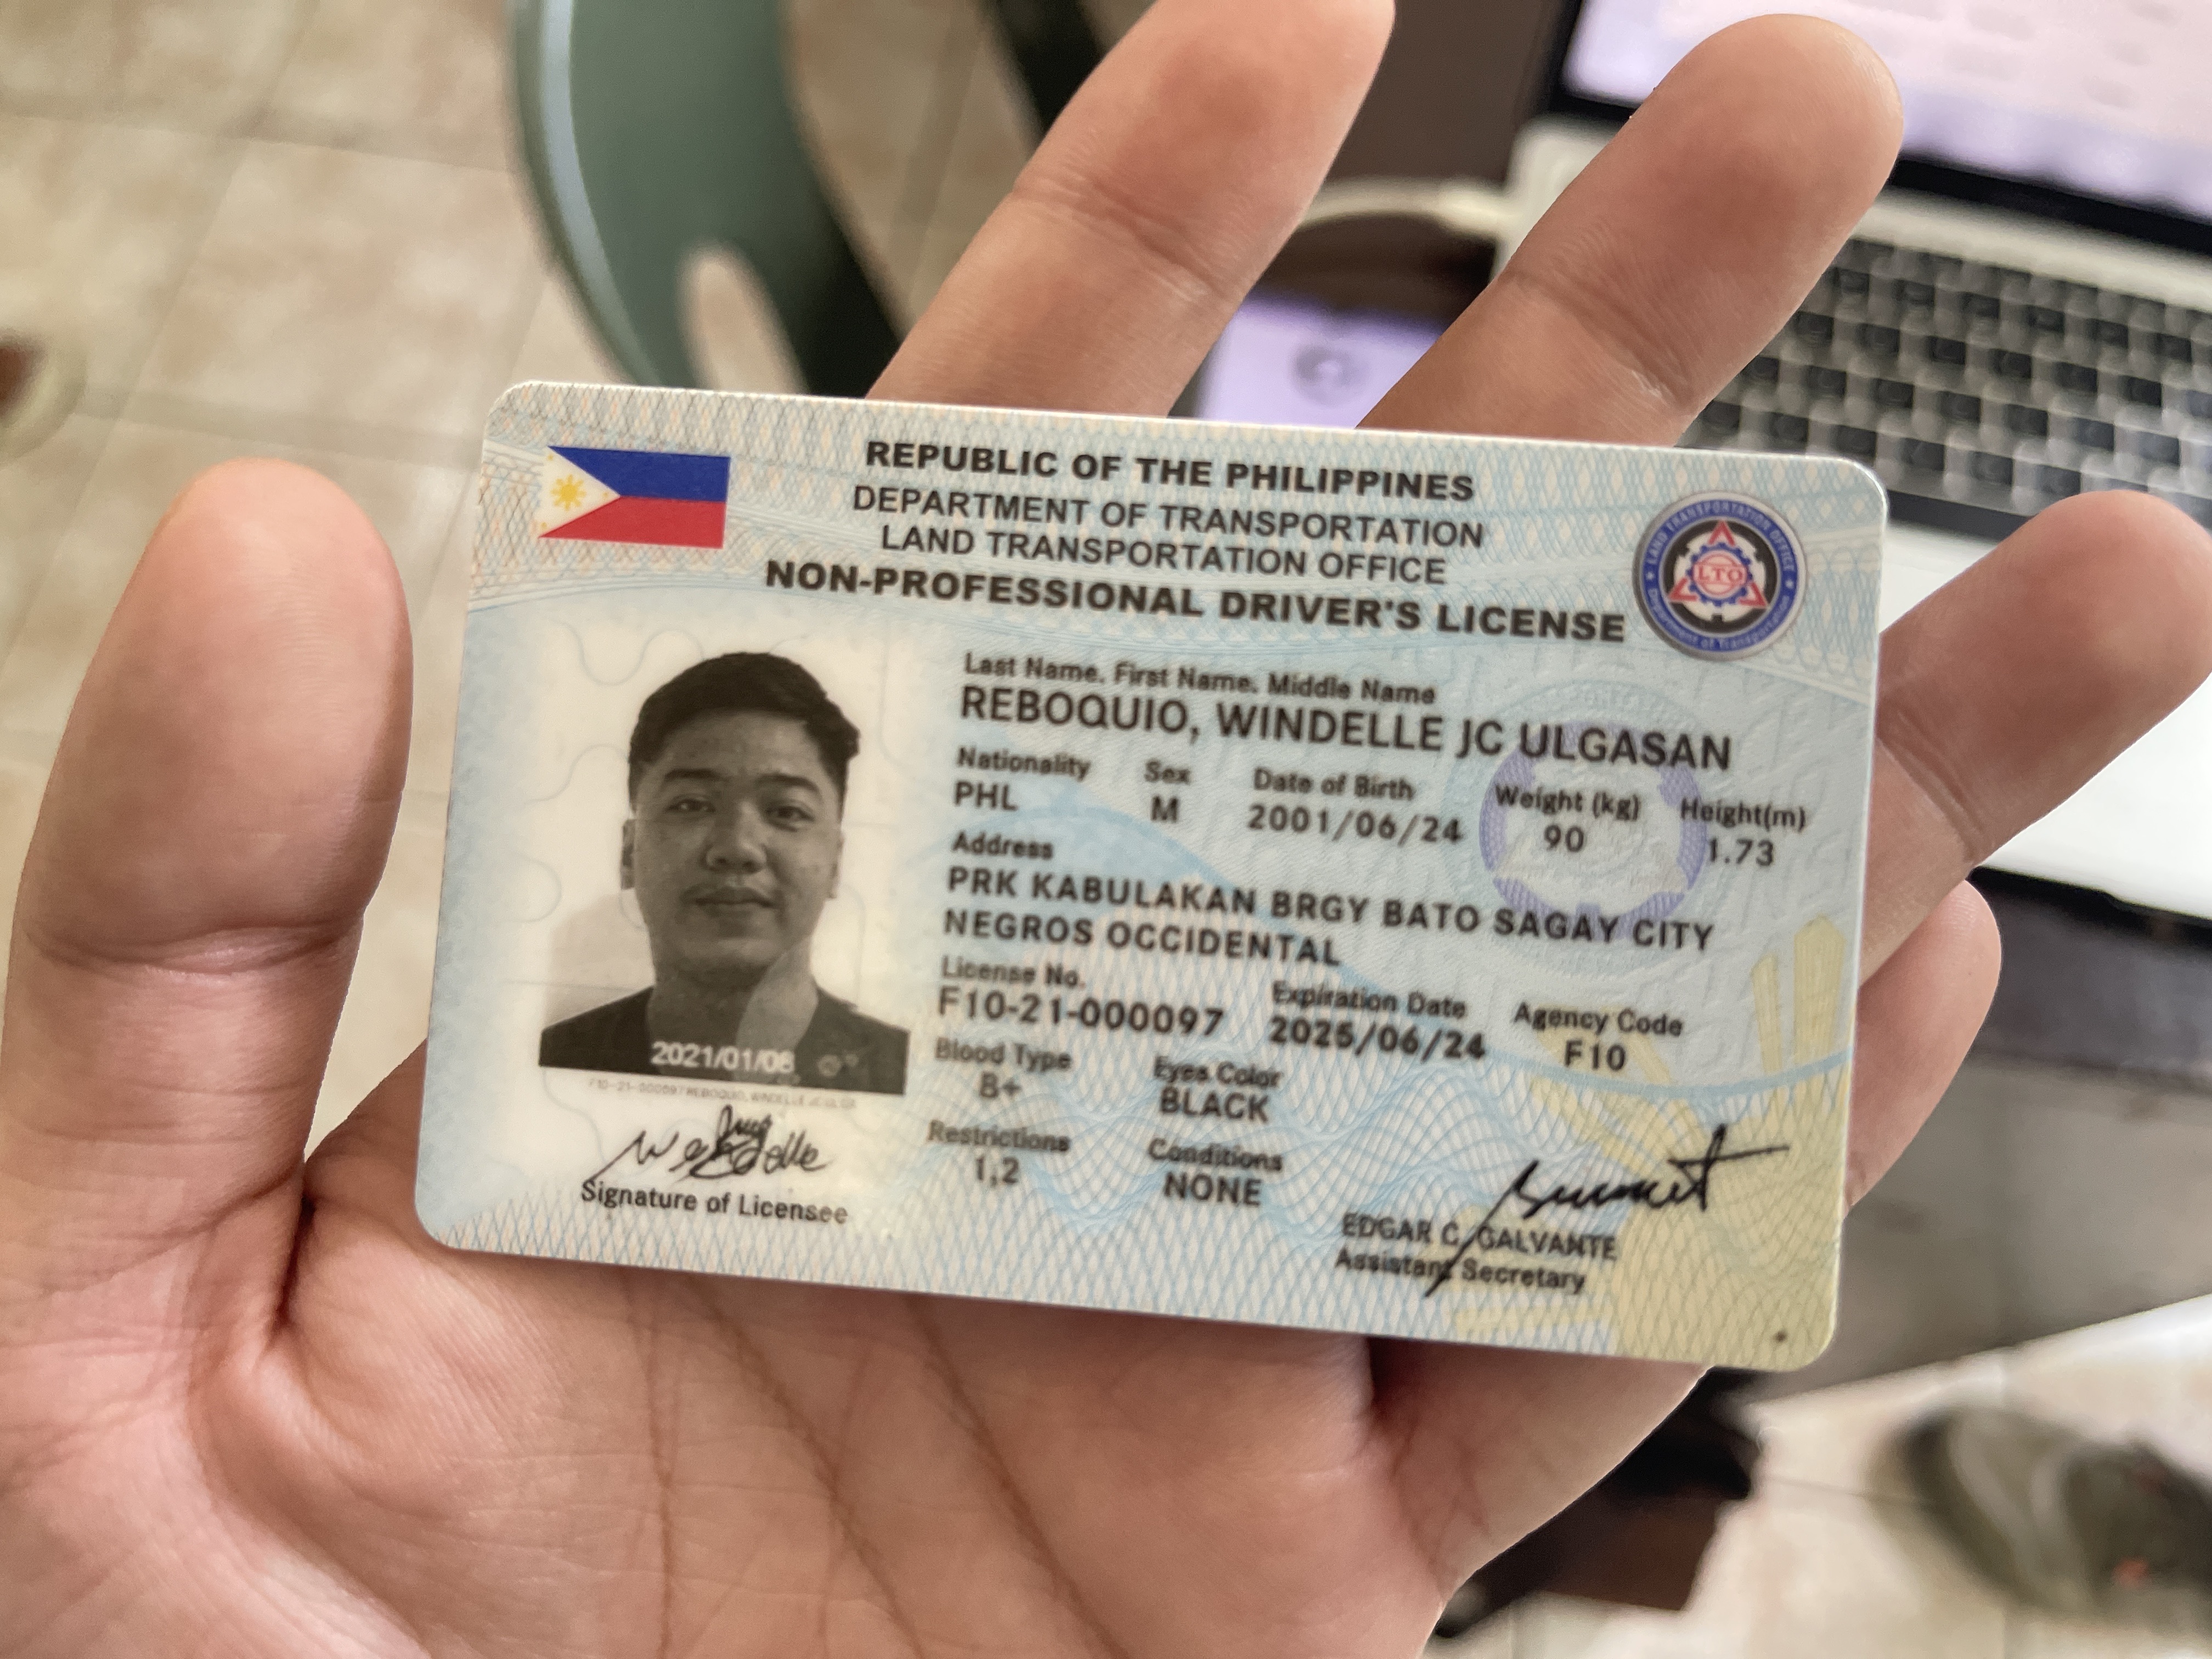 REPUBLIC OF THE PHILIPPINES
DEPARTMENT OF TRANSPORTATION
LAND TRANSPORTATION OFFICE
NON-PROFESSIONAL DRIVER'S LICENSE
LAND TRANSPORTATION OFFICE
LTO
Last Name, First Name, Middle Name
REBOQUIO, WINDELLE JC ULGASAN
Nationality Sex Date of Birth Weight (kg) Height(m)
PHL M 2001/06/24 90 1.73
Address
PRK KABULAKAN BRGY BATO SAGAY CITY
NEGROS OCCIDENTAL
License No. Expiration Date Agency Code
F10-21-000097 2025/06/24 F10
Blood Type Eyes Color
B+ BLACK
Restrictions Conditions
1,2 NONE
2021/01/08
Signature of Licensee
EDGAR C. GALVANTE
Assistant Secretary